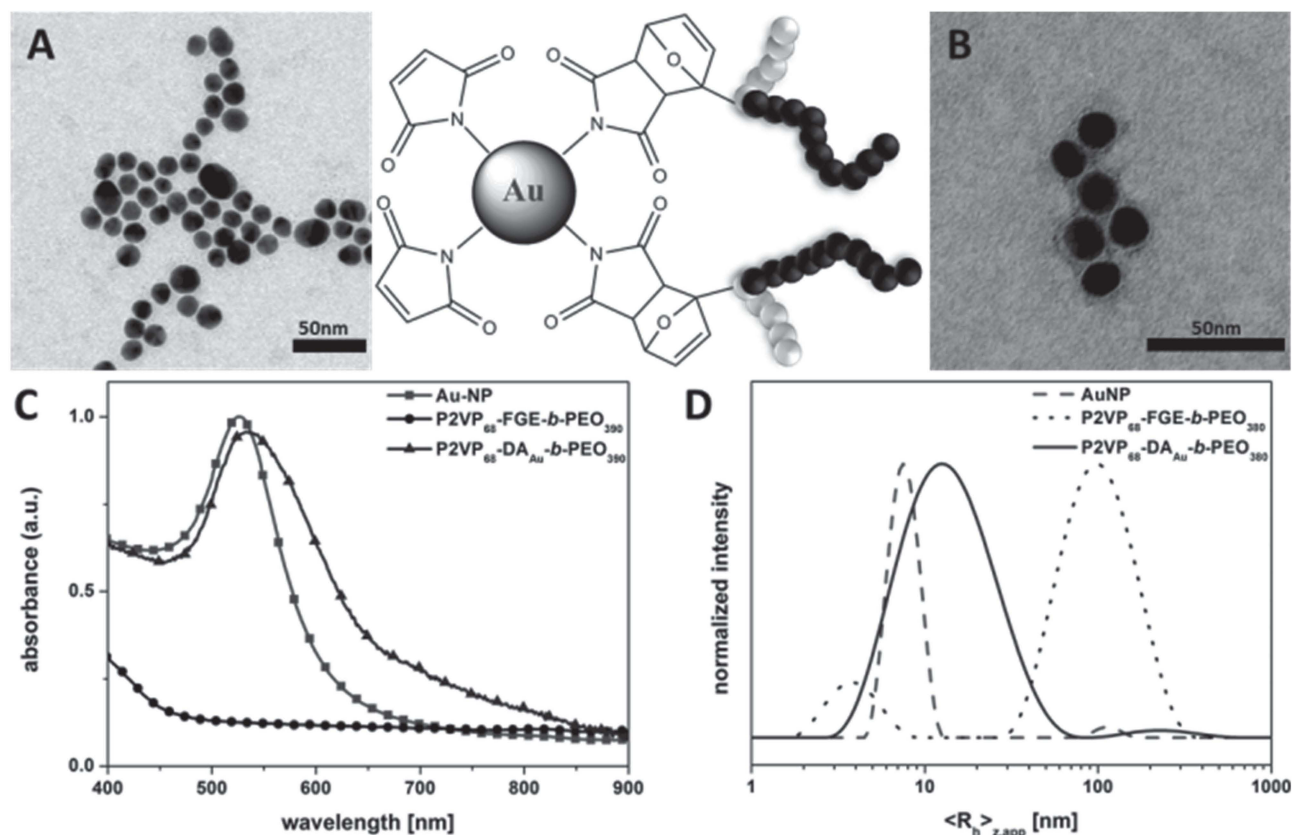 A
50nm
O
N
O
O
N
O
O
Au
O
N
O
O
N
O
O
B
50nm
C
Au-NP
P2VP68-FGE-b-PEO390
P2VP68-DAAu-b-PEO390
1.0
0.5
0.0
absorbance (a.u.)
400 500 600 700 800 900
wavelength [nm]
D
AuNP
P2VP68-FGE-b-PEO380
P2VP68-DAAu-b-PEO380
normalized intensity
1 10 100 1000
<Rh>z,app [nm]